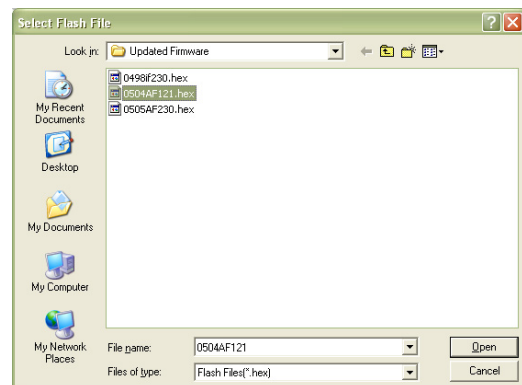 Select Flash File
Look in: Updated Firmware
0498if230.hex
0504AF121.hex
0505AF230.hex
My Recent
Documents
Desktop
My Documents
My Computer
My Network
Places
File name: 0504AF121 Open
Files of type: Flash Files(*.hex) Cancel